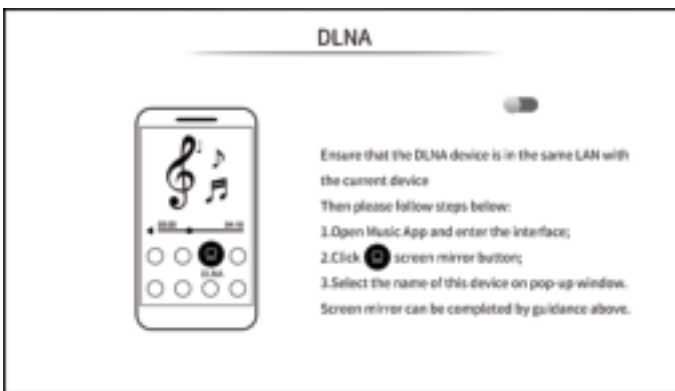 DLNA
Ensure that the DLNA device is in the same LAN with
the current device
Then please follow steps below:
1.Open Music App and enter the interface;
2.Click screen mirror button;
3.Select the name of this device on pop-up window.
Screen mirror can be completed by guidance above.
DLNA